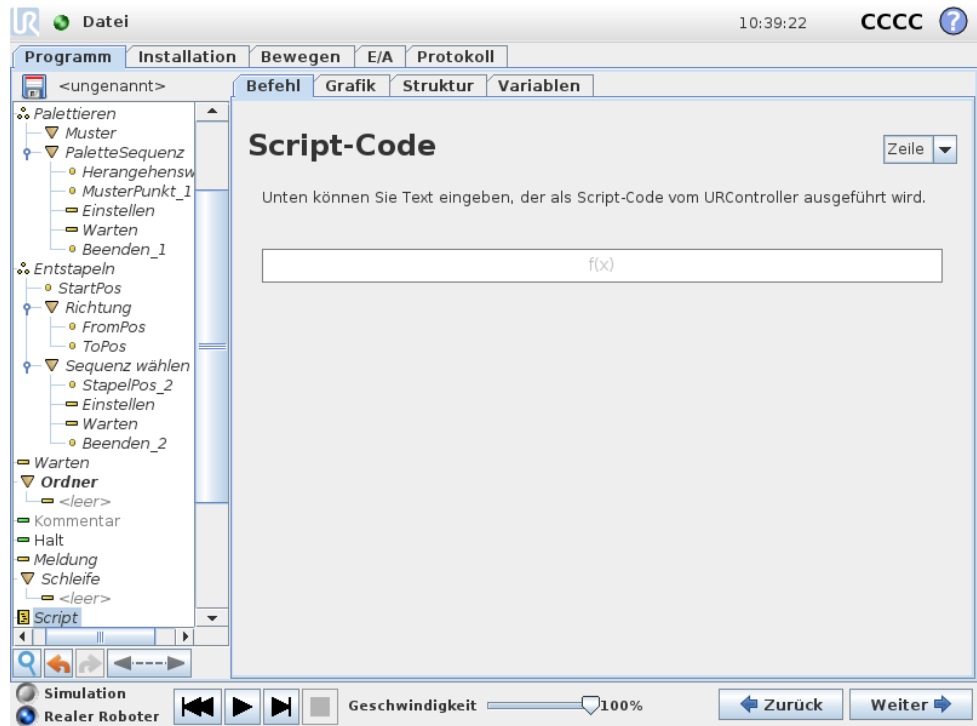 UR Datei 10:39:22 CCCC ?
Programm Installation Bewegen E/A Protokoll
<ungenannt>
Befehl Grafik Struktur Variablen
Palettieren
Muster
PaletteSequenz
Herangehensw
MusterPunkt_1
Einstellen
Warten
Beenden_1
Entstapeln
StartPos
Richtung
FromPos
ToPos
Sequenz wählen
StapelPos_2
Einstellen
Warten
Beenden_2
Warten
Ordner
<leer>
Kommentar
Halt
Meldung
Schleife
<leer>
Script
Script-Code
Zeile
Unten können Sie Text eingeben, der als Script-Code vom URController ausgeführt wird.
f(x)
Simulation
Realer Roboter
Geschwindigkeit 100%
Zurück Weiter